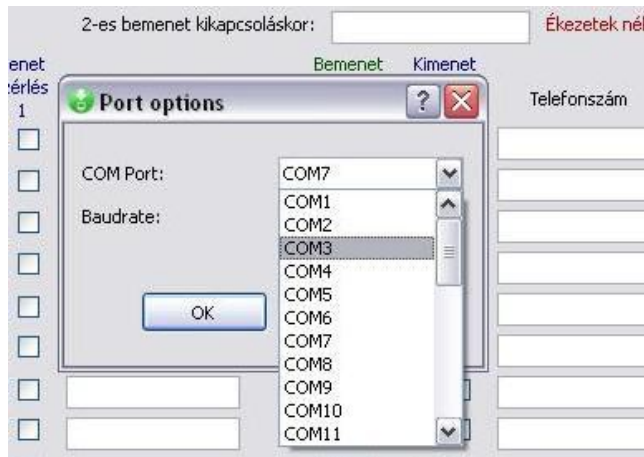 2-es bemenet kikapcsoláskor:
Ékezetek nél
enet
Bemenet Kimenet
zérlés
1
Port options
Telefonszám
COM Port:
COM7
Baudrate:
COM1
COM2
COM3
COM4
COM5
COM6
COM7
COM8
COM9
COM10
COM11
OK